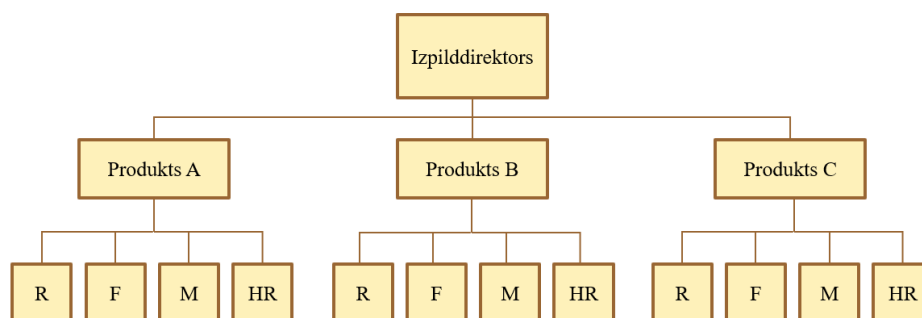 Izpilddirektors
Produkts A
Produkts B
Produkts C
R
F
M
HR
R
F
M
HR
R
F
M
HR